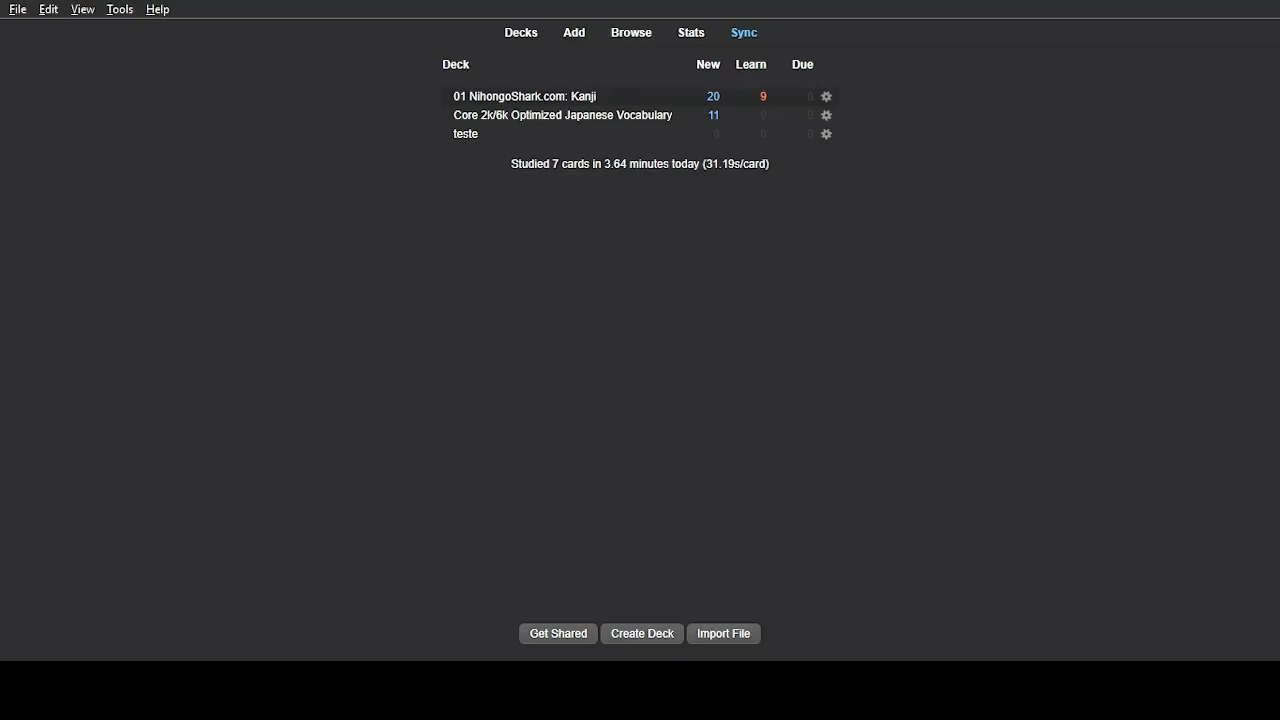 File Edit View Tools Help
Decks Add Browse Stats Sync
Deck New Learn Due
01 NihongoShark.com: Kanji 20 9 0
Core 2k/6k Optimized Japanese Vocabulary 11 0 0
teste 0 0 0
Studied 7 cards in 3.64 minutes today (31.19s/card)
Get Shared Create Deck Import File